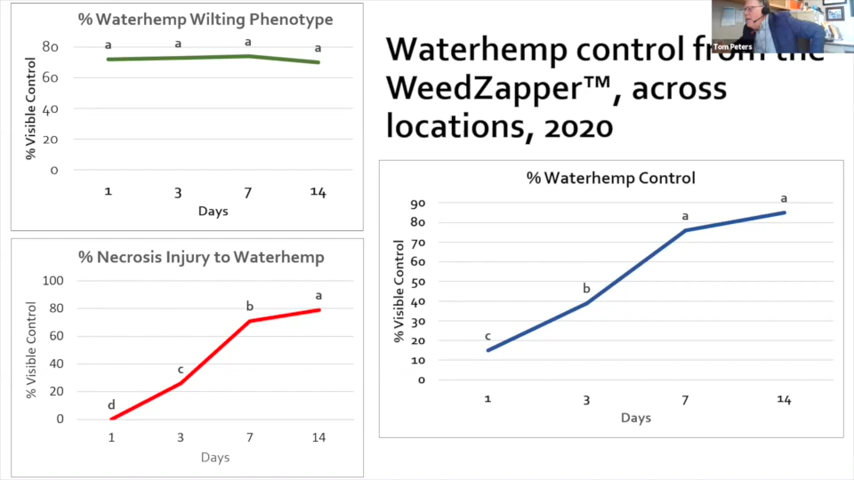 % Waterhemp Wilting Phenotype
% Visible Control
80
60
40
20
0
a
a
a
a
1
3
7
14
Days
% Necrosis Injury to Waterhemp
% Visible Control
100
80
60
40
20
0
d
c
b
a
1
3
7
14
Days
Tom Peters
Waterhemp control from the
WeedZapper™, across
locations, 2020
% Waterhemp Control
% Visible Control
90
80
70
60
50
40
30
20
10
0
c
b
a
a
1
3
7
14
Days